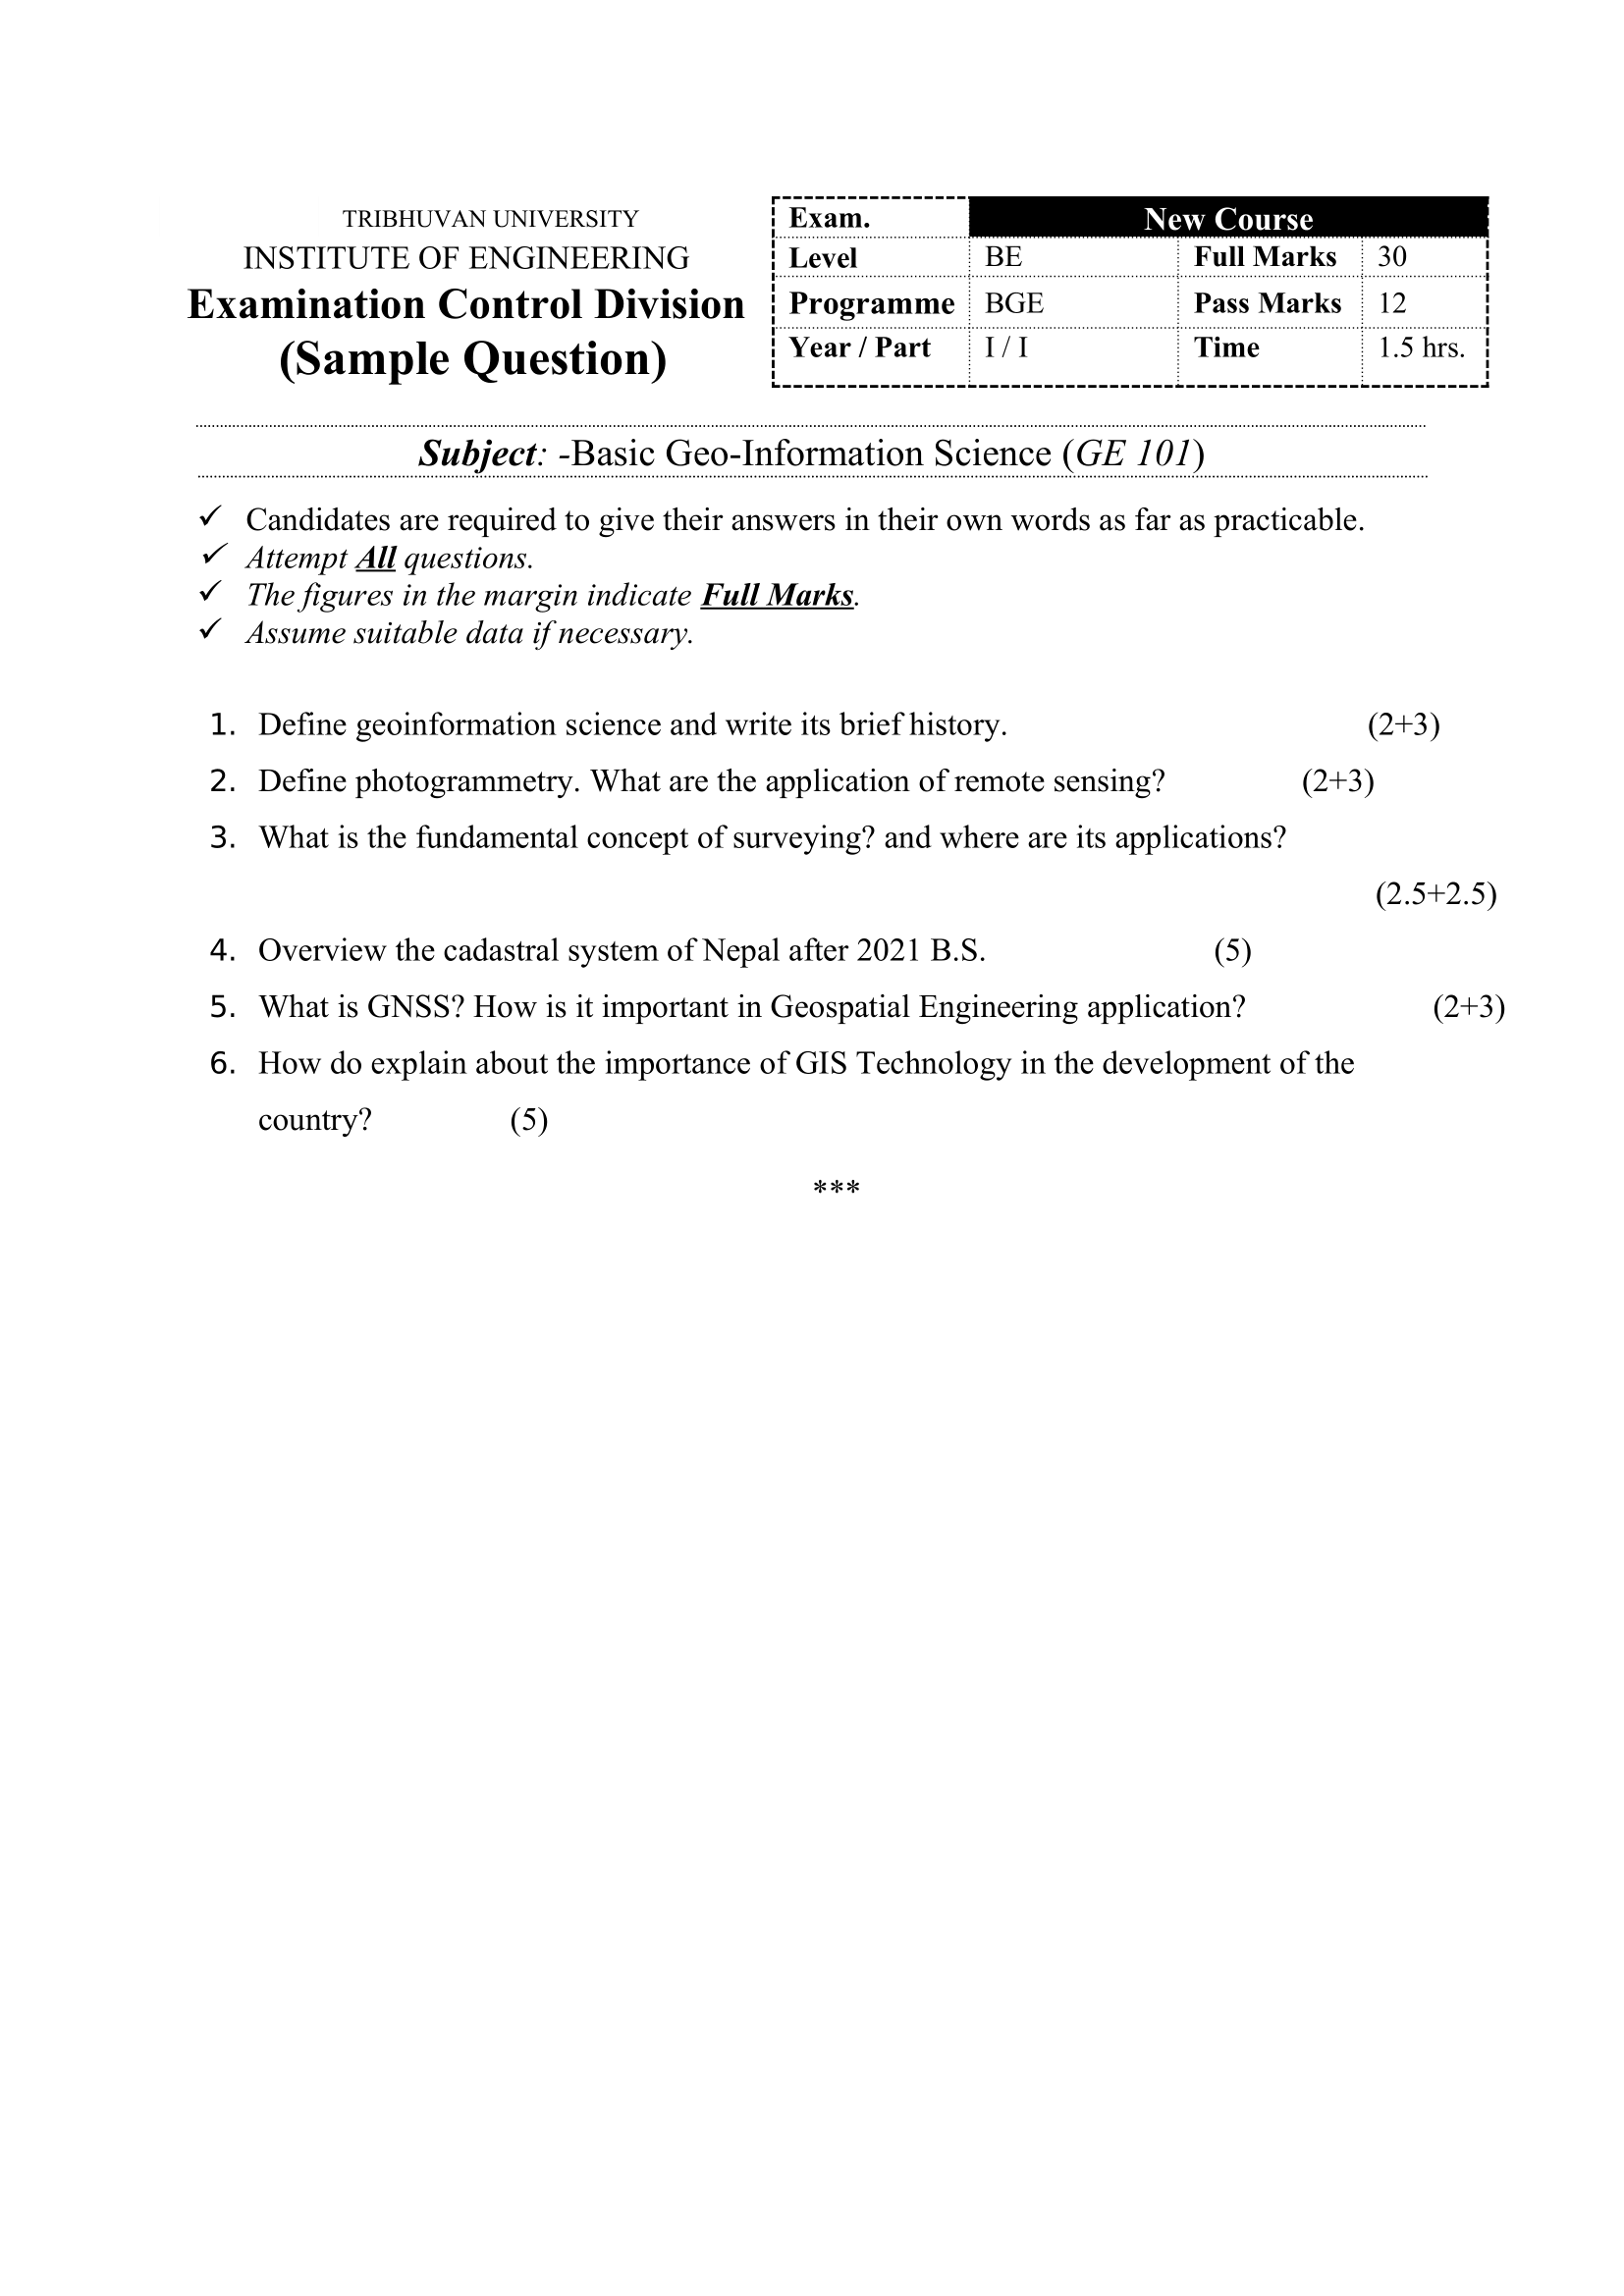 TRIBHUVAN UNIVERSITY
INSTITUTE OF ENGINEERING
Examination Control Division
(Sample Question)
Exam. New Course
Level BE Full Marks 30
Programme BGE Pass Marks 12
Year / Part I / I Time 1.5 hrs.
Subject: -Basic Geo-Information Science (GE 101)
✓ Candidates are required to give their answers in their own words as far as practicable.
✓ Attempt All questions.
✓ The figures in the margin indicate Full Marks.
✓ Assume suitable data if necessary.
1. Define geoinformation science and write its brief history. (2+3)
2. Define photogrammetry. What are the application of remote sensing? (2+3)
3. What is the fundamental concept of surveying? and where are its applications?
(2.5+2.5)
4. Overview the cadastral system of Nepal after 2021 B.S. (5)
5. What is GNSS? How is it important in Geospatial Engineering application? (2+3)
6. How do explain about the importance of GIS Technology in the development of the
country? (5)
***